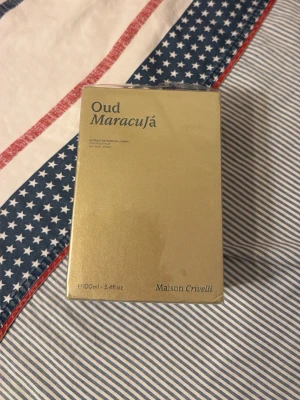 Oud
Maracujá
100ml • 3.4fl.oz
Maison Crivelli